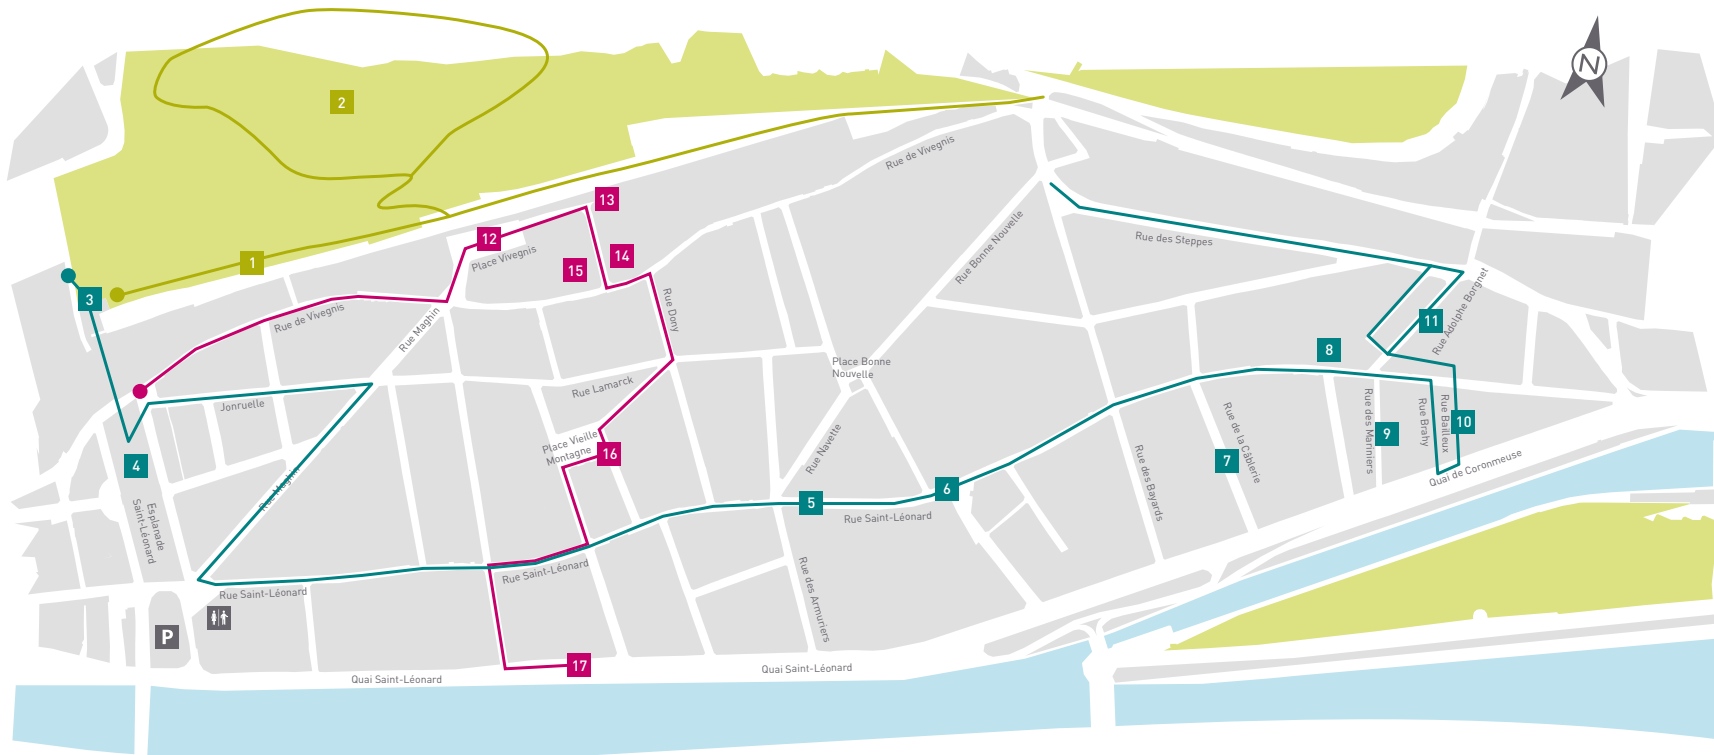 2
N
Rue de Vivegnis
13
12
Rue Bonne Nouvelle
Rue des Steppes
14
Place Vivegnis
1
15
3
Rue Adolphe Borgnet
Rue Dony
Rue de Vivegnis
Rue Maghin
11
8
Place Bonne
Nouvelle
Rue Lamarck
Jonruelle
Rue des Mariniers
Rue Brahy
Rue Bailleux
10
9
Rue de la Câblerie
Rue Navette
Place Vieille
Montagne
16
4
7
Quai de Coronmeuse
Rue Maghin
Rue des Bayards
6
5
Rue Saint-Léonard
Esplanade
Saint-Léonard
Rue Saint-Léonard
Rue Saint-Léonard
Rue des Armuriers
P
17
Quai Saint-Léonard
Quai Saint-Léonard